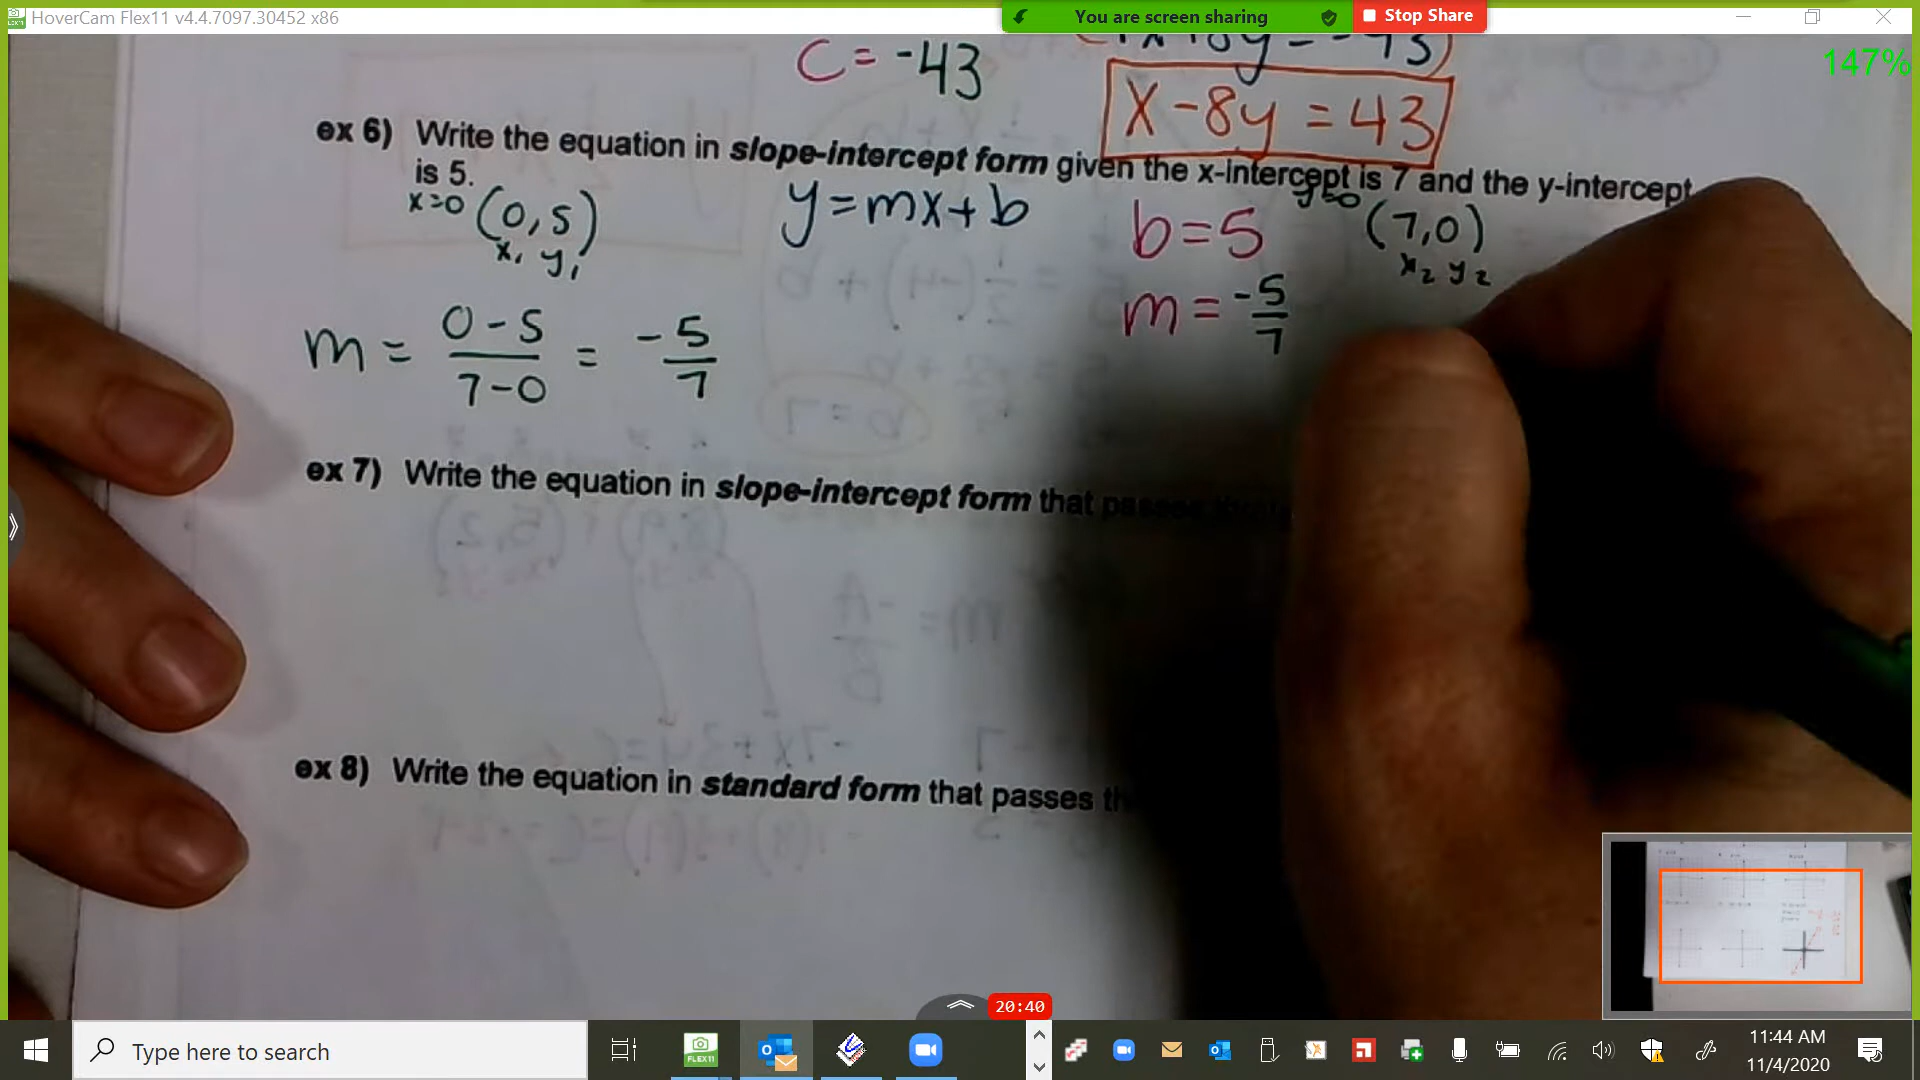 HoverCam Flex11 v4.4.7097.30452 x86
You are screen sharing
Stop Share
147%
C = -43
X - 8y = 43
ex 6) Write the equation in slope-intercept form given the x-intercept is 7 and the y-intercept
is 5.
x=0 (0,5)
x₁ y₁
y = mx + b
b = 5
y=0 (7,0)
x₂ y₂
m = -5/7
m = 0-5/7-0 = -5/7
ex 7) Write the equation in slope-intercept form that passes
ex 8) Write the equation in standard form that passes
20:40
Type here to search
FLEX11
11:44 AM
11/4/2020